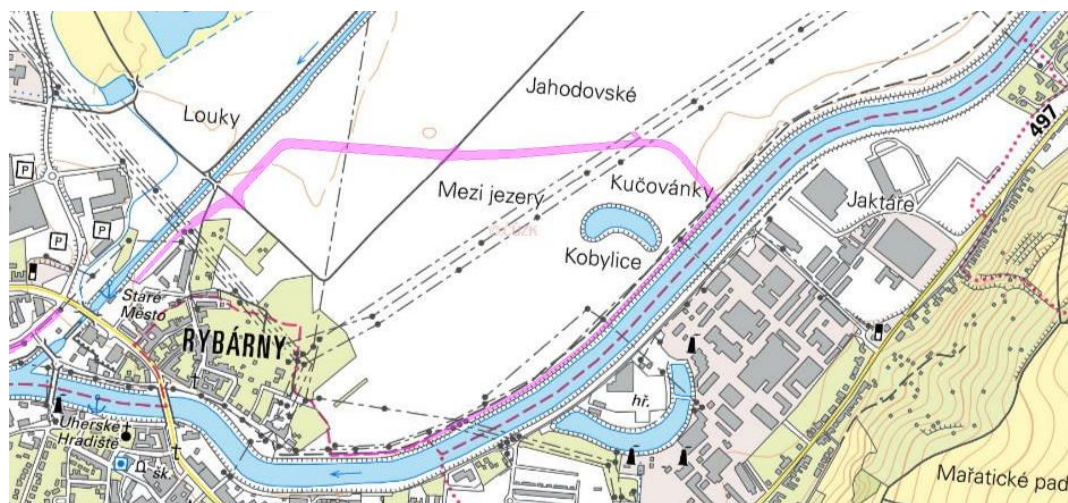 Louky
Jahodovské
497
P
Mezi jezery
Kučovánky
Jaktáře
P
P
Kobylice
Staré
Město
RYBÁRNY
hř.
Uherské
Hradiště
šk.
Mařatické pad